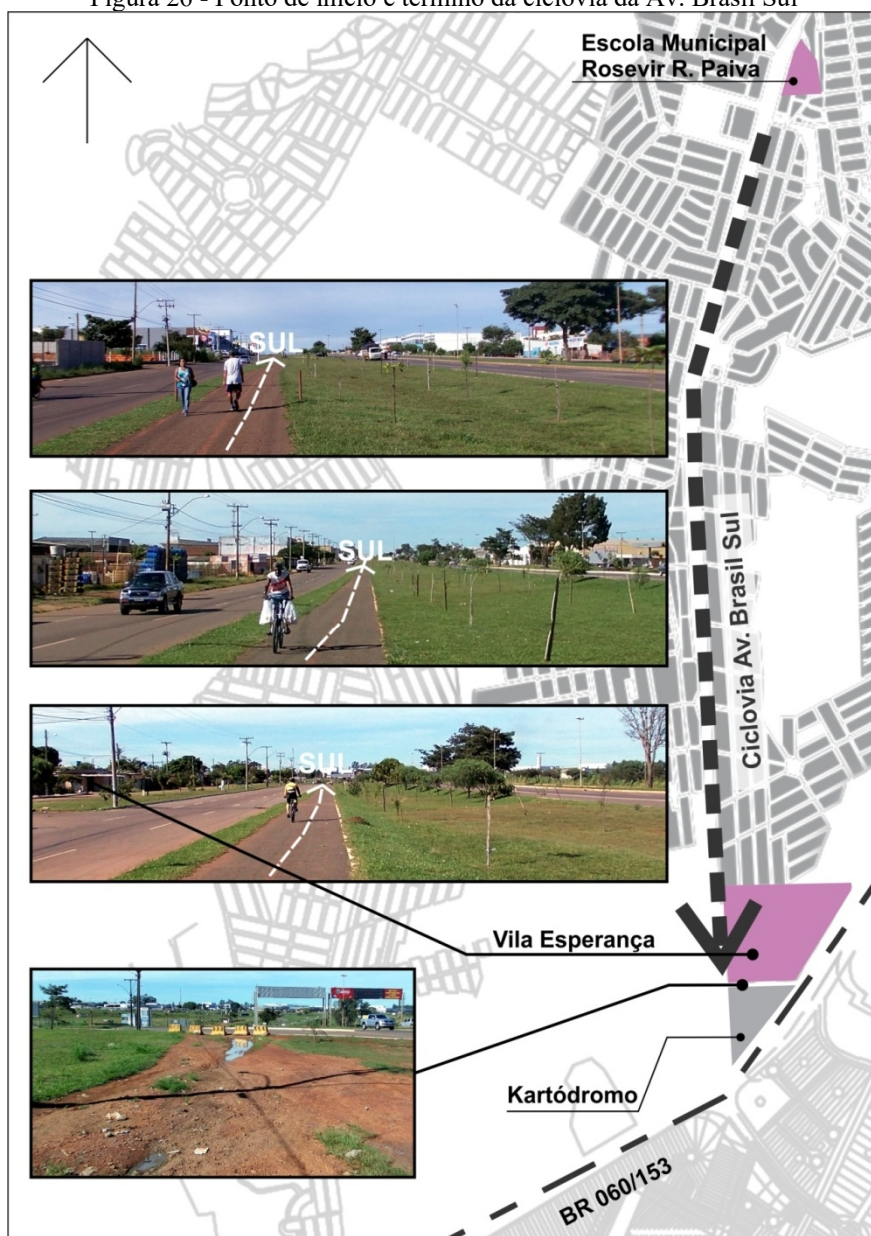 Figura 26 - Ponto de início e término da ciclovia da Av. Brasil Sul
Escola Municipal
Rosevir R. Paiva
SUL
SUL
Ciclovia Av. Brasil Sul
SUL
Vila Esperança
Kartódromo
BR 060/153